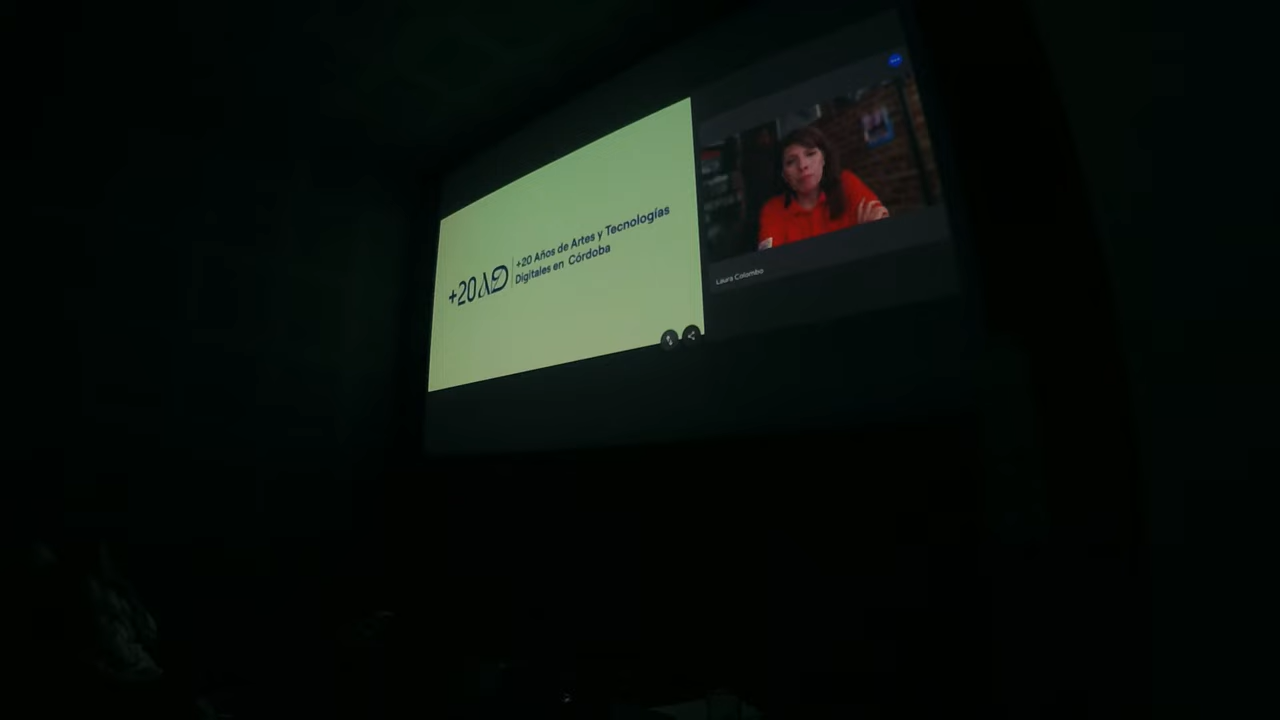 +20 AD
+20 Años de Artes y Tecnologías
Digitales en Córdoba
Laura Colombo